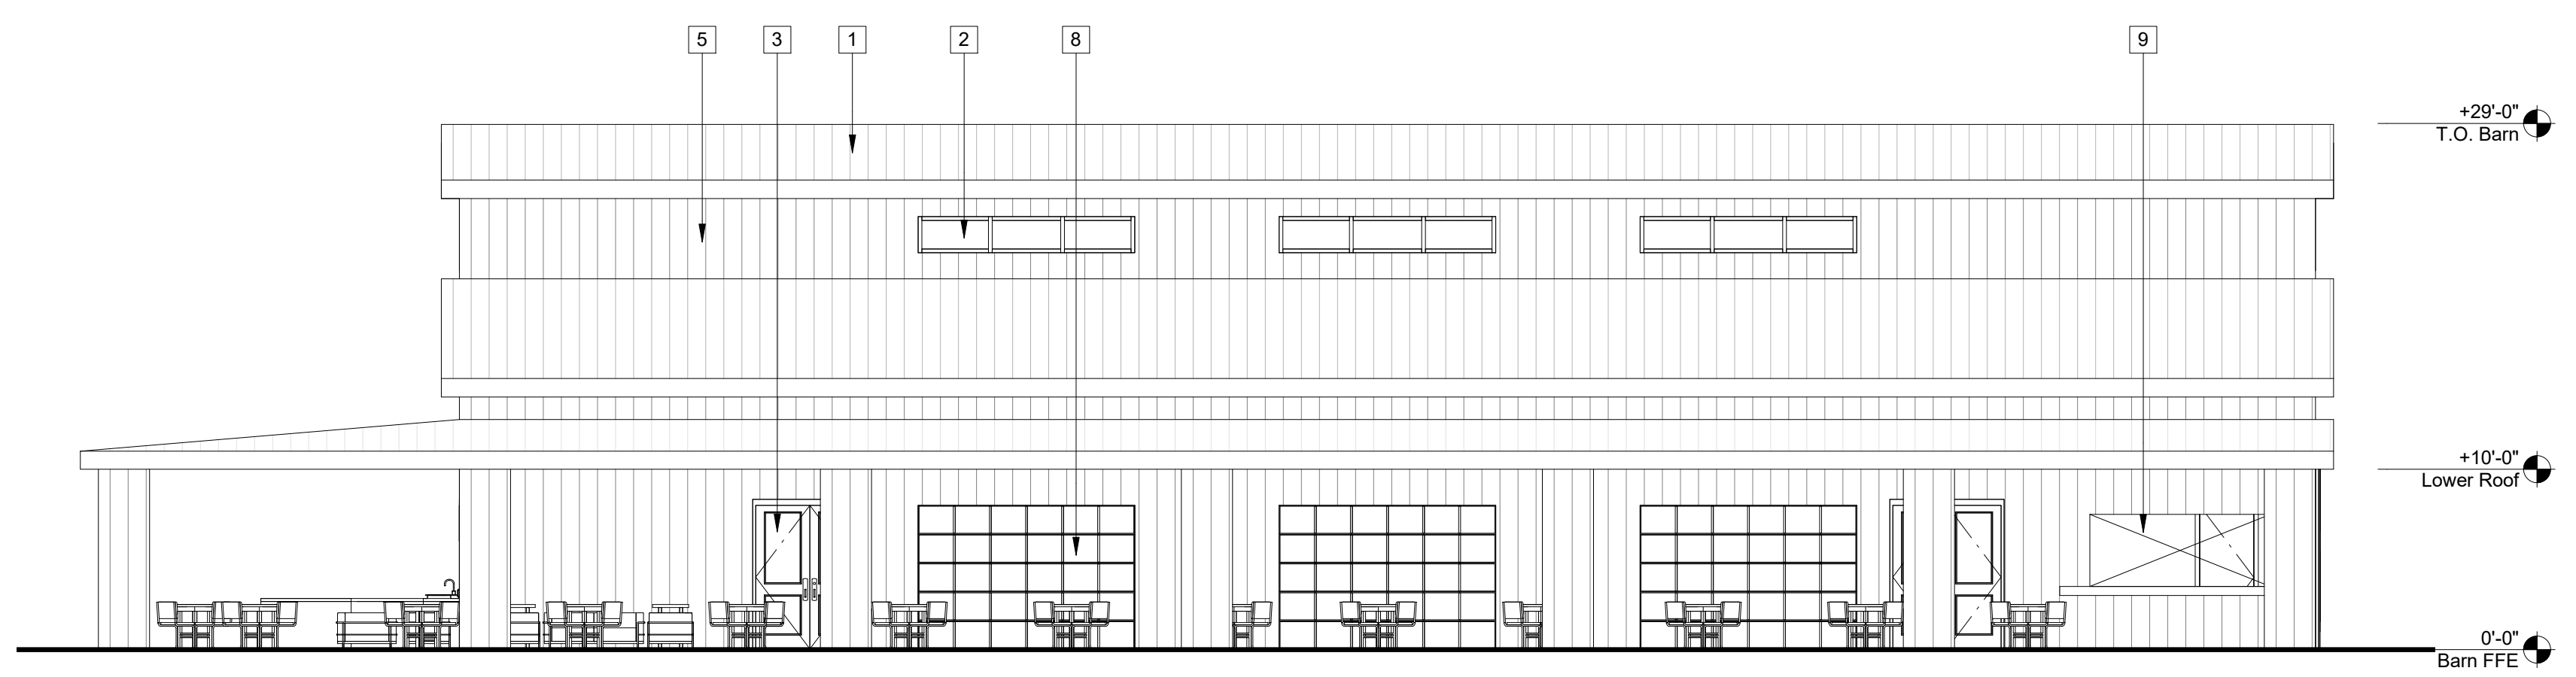 5 3 1 2 8 9
+29'-0"
T.O. Barn
+10'-0"
Lower Roof
0'-0"
Barn FFE